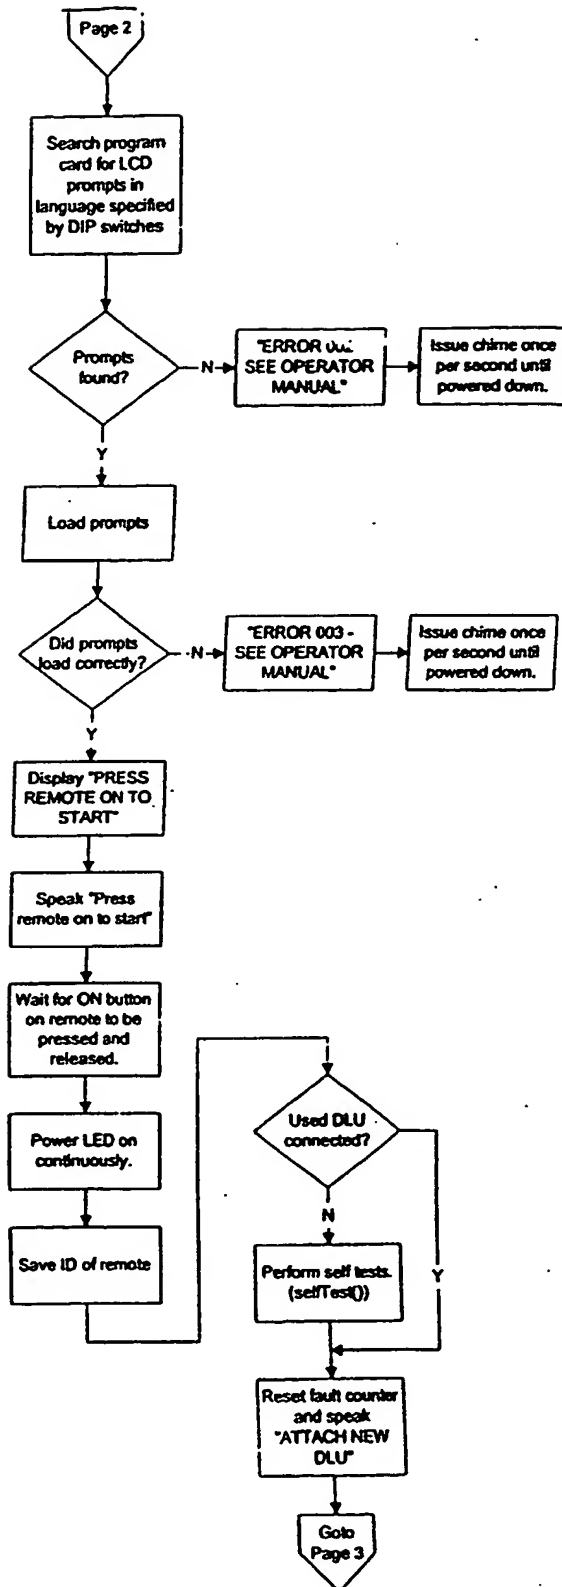 Page 2
Search program
card for LCD
prompts in
language specified
by DIP switches
Prompts
found?
N
"ERROR
SEE OPERATOR
MANUAL"
Issue chime once
per second until
powered down.
Y
Load prompts
Did prompts
load correctly?
N
"ERROR 003 -
SEE OPERATOR
MANUAL"
Issue chime once
per second until
powered down.
Y
Display "PRESS
REMOTE ON TO
START"
Speak "Press
remote on to start"
Wait for ON button
on remote to be
pressed and
released.
Power LED on
continuously.
Save ID of remote
Used DLU
connected?
N
Y
Perform self tests.
(selfTest())
Reset fault counter
and speak
"ATTACH NEW
DLU"
Goto
Page 3